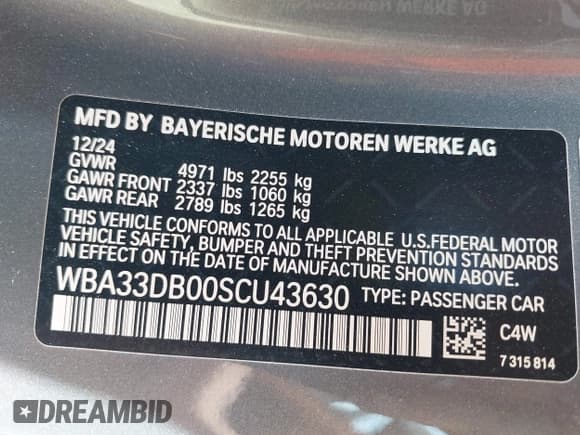 MFD BY BAYERISCHE MOTOREN WERKE AG
12/24
GVWR 4971 lbs 2255 kg
GAWR FRONT 2337 lbs 1060 kg
GAWR REAR 2789 lbs 1265 kg
THIS VEHICLE CONFORMS TO ALL APPLICABLE U.S.FEDERAL MOTOR
VEHICLE SAFETY, BUMPER AND THEFT PREVENTION STANDARDS
IN EFFECT ON THE DATE OF MANUFACTURE SHOWN ABOVE.
WBA33DB00SCU43630 TYPE: PASSENGER CAR
C4W
7 315 814
DREAMBID